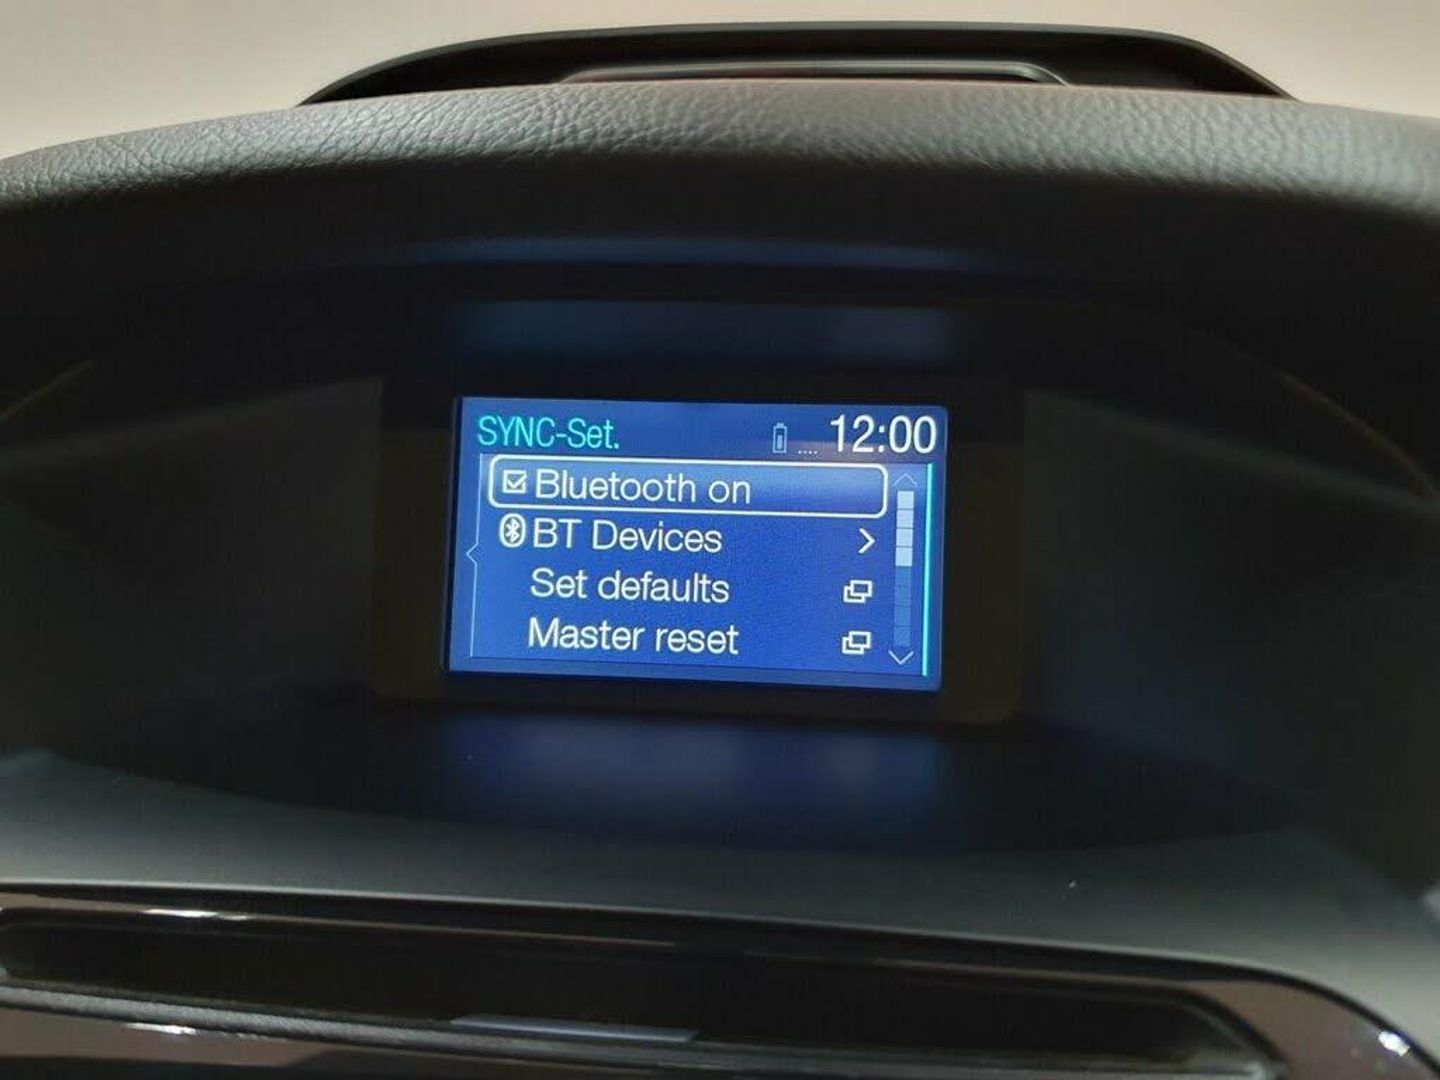 SYNC-Set. 12:00
Bluetooth on
BT Devices
Set defaults
Master reset